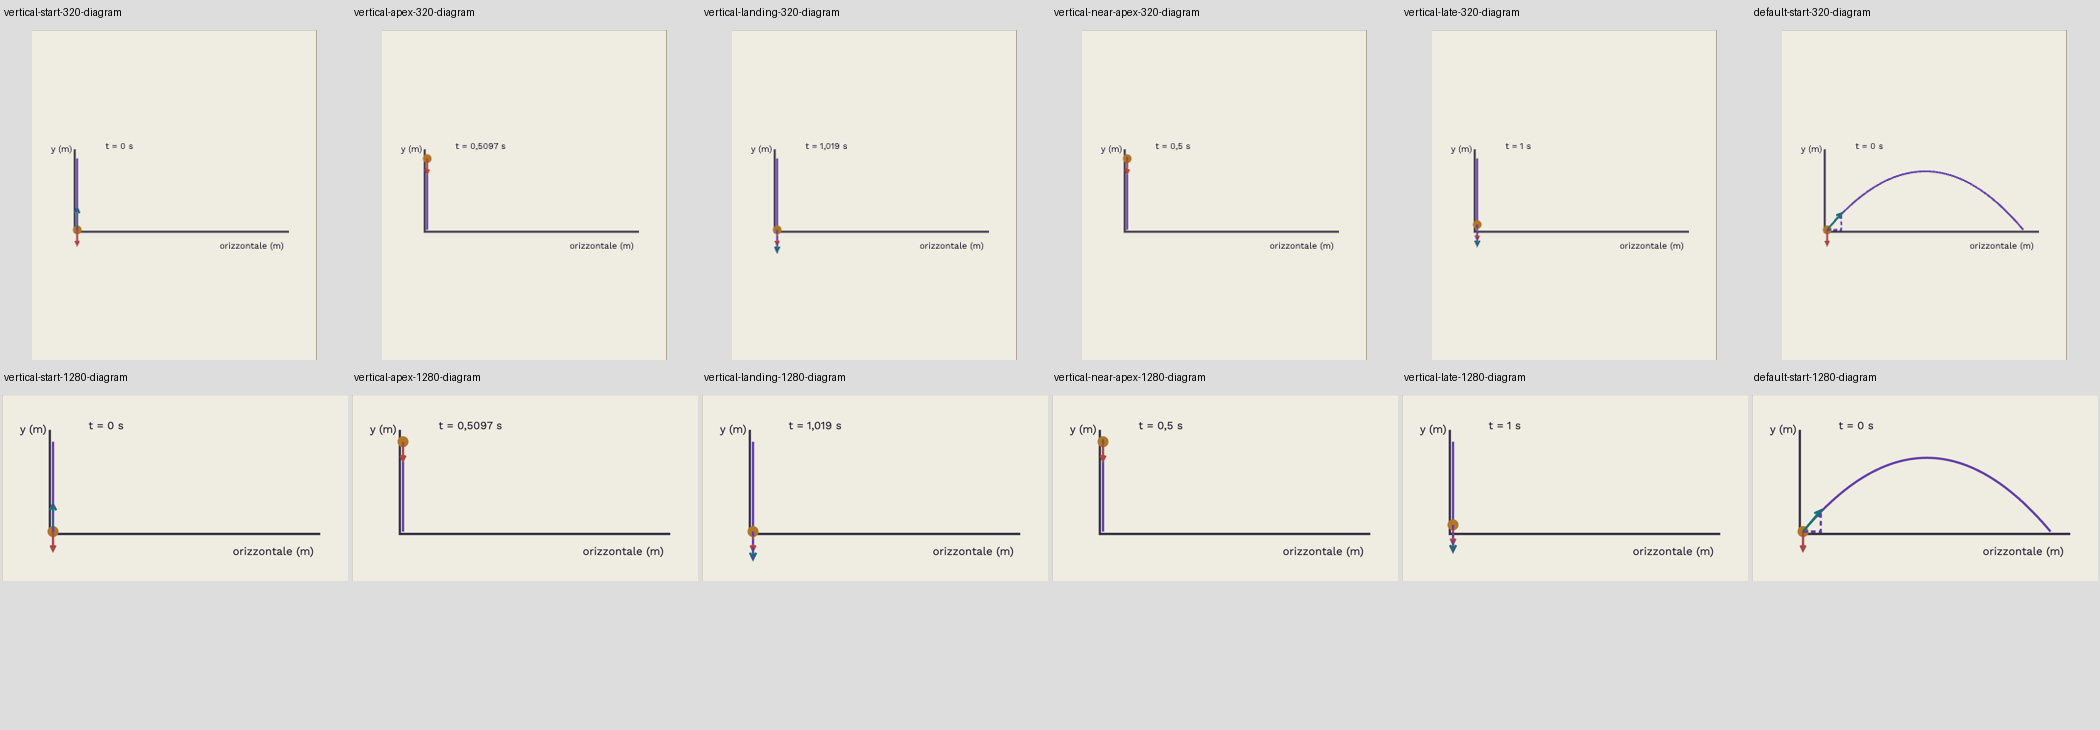 vertical-start-320-diagram
vertical-apex-320-diagram
vertical-landing-320-diagram
vertical-near-apex-320-diagram
vertical-late-320-diagram
default-start-320-diagram
y (m)
t = 0 s
orizzontale (m)
y (m)
t = 0,5097 s
orizzontale (m)
y (m)
t = 1,019 s
orizzontale (m)
y (m)
t = 0,5 s
orizzontale (m)
y (m)
t = 1 s
orizzontale (m)
y (m)
t = 0 s
orizzontale (m)
vertical-start-1280-diagram
vertical-apex-1280-diagram
vertical-landing-1280-diagram
vertical-near-apex-1280-diagram
vertical-late-1280-diagram
default-start-1280-diagram
y (m)
t = 0 s
orizzontale (m)
y (m)
t = 0,5097 s
orizzontale (m)
y (m)
t = 1,019 s
orizzontale (m)
y (m)
t = 0,5 s
orizzontale (m)
y (m)
t = 1 s
orizzontale (m)
y (m)
t = 0 s
orizzontale (m)